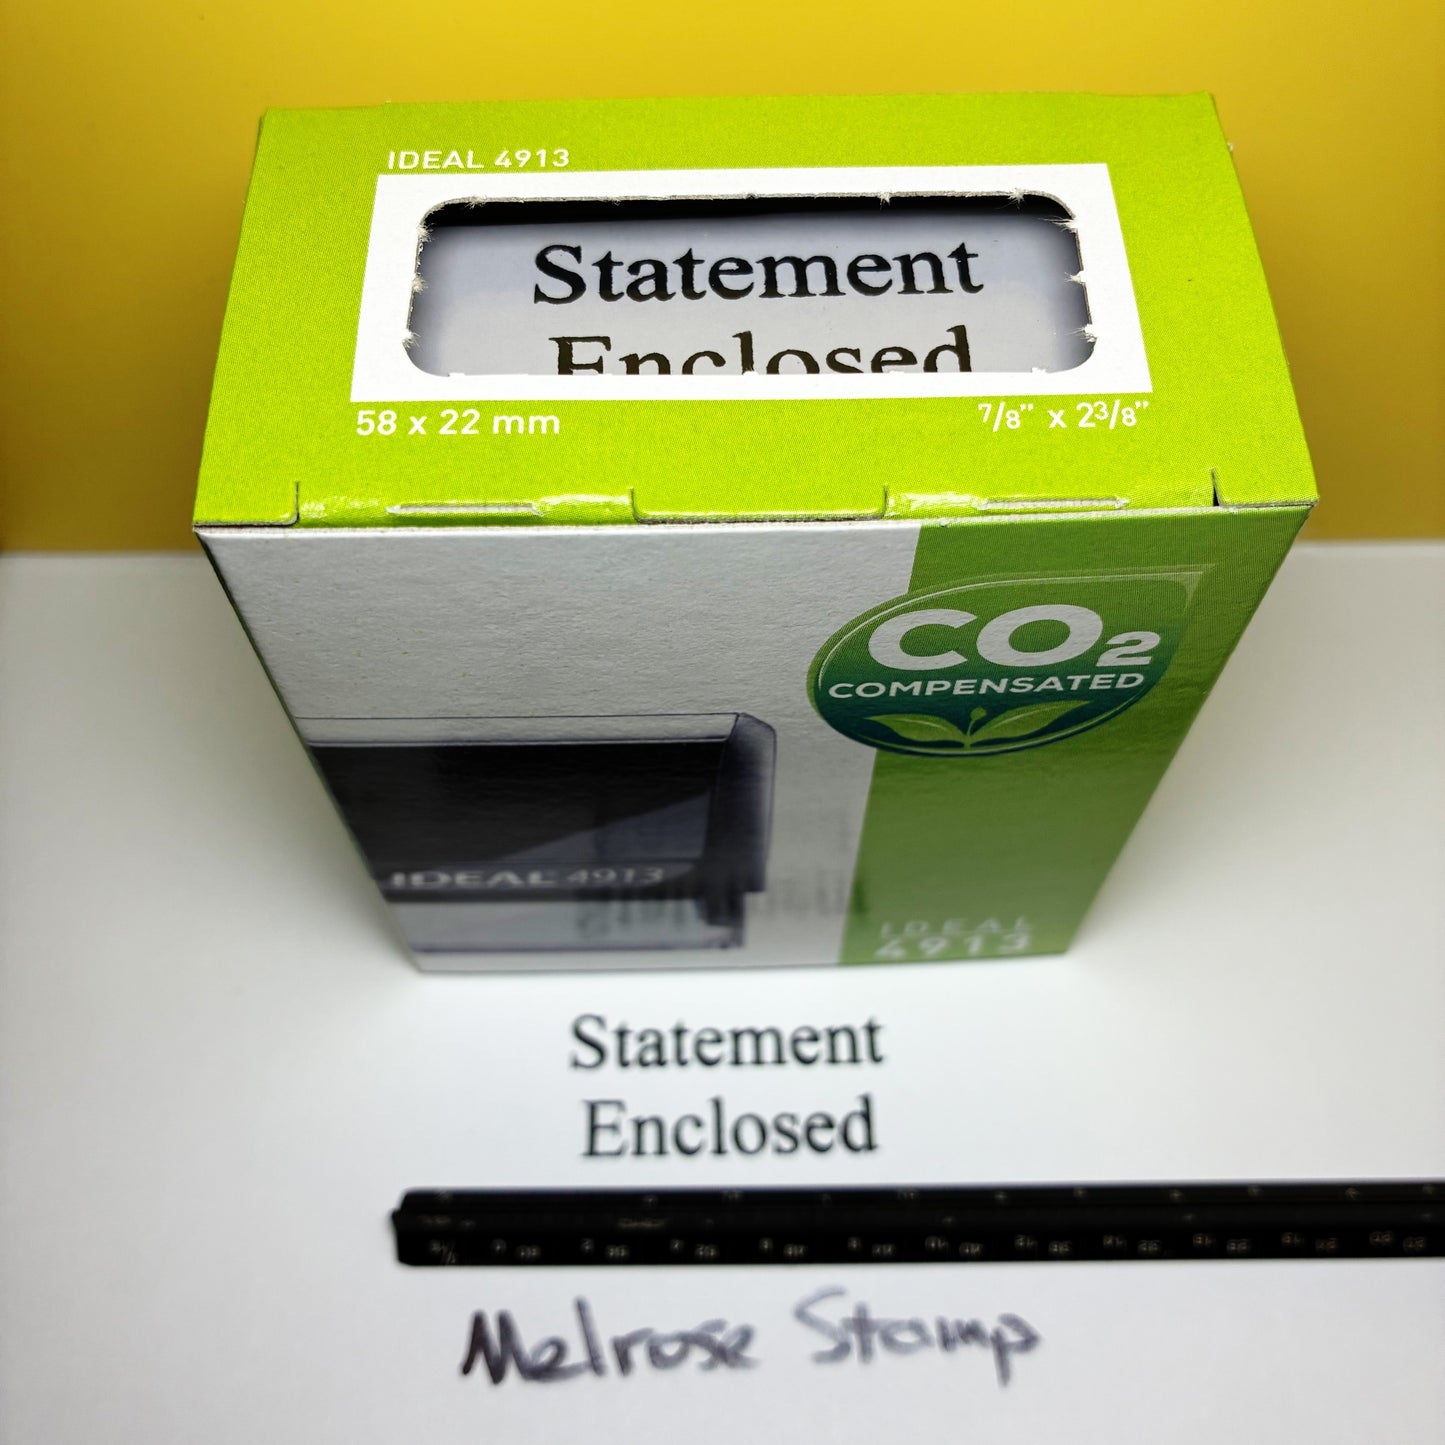 IDEAL 4913
Statement
Enclosed
58 x 22 mm
7/8" x 2 3/8"
CO2
COMPENSATED
IDEAL 4913
IDEAL
4913
Statement
Enclosed
Melrose Stamp